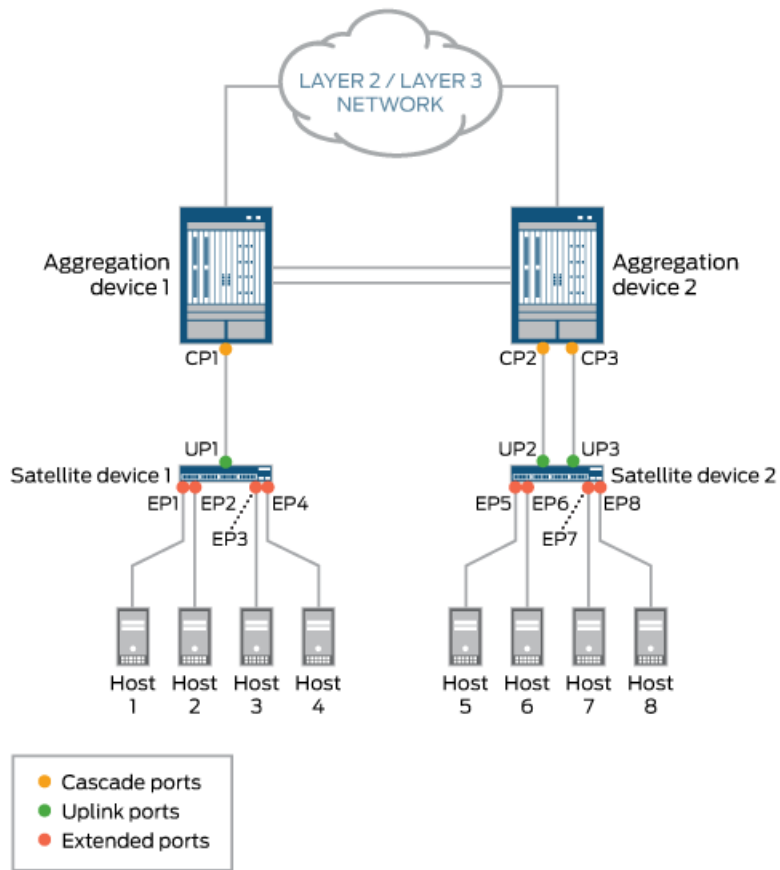 LAYER 2 / LAYER 3
NETWORK
Aggregation
device 1
Aggregation
device 2
CP1
CP2
CP3
UP1
UP2
UP3
Satellite device 1
Satellite device 2
EP1
EP2
EP3
EP4
EP5
EP6
EP7
EP8
Host
1
Host
2
Host
3
Host
4
Host
5
Host
6
Host
7
Host
8
Cascade ports
Uplink ports
Extended ports